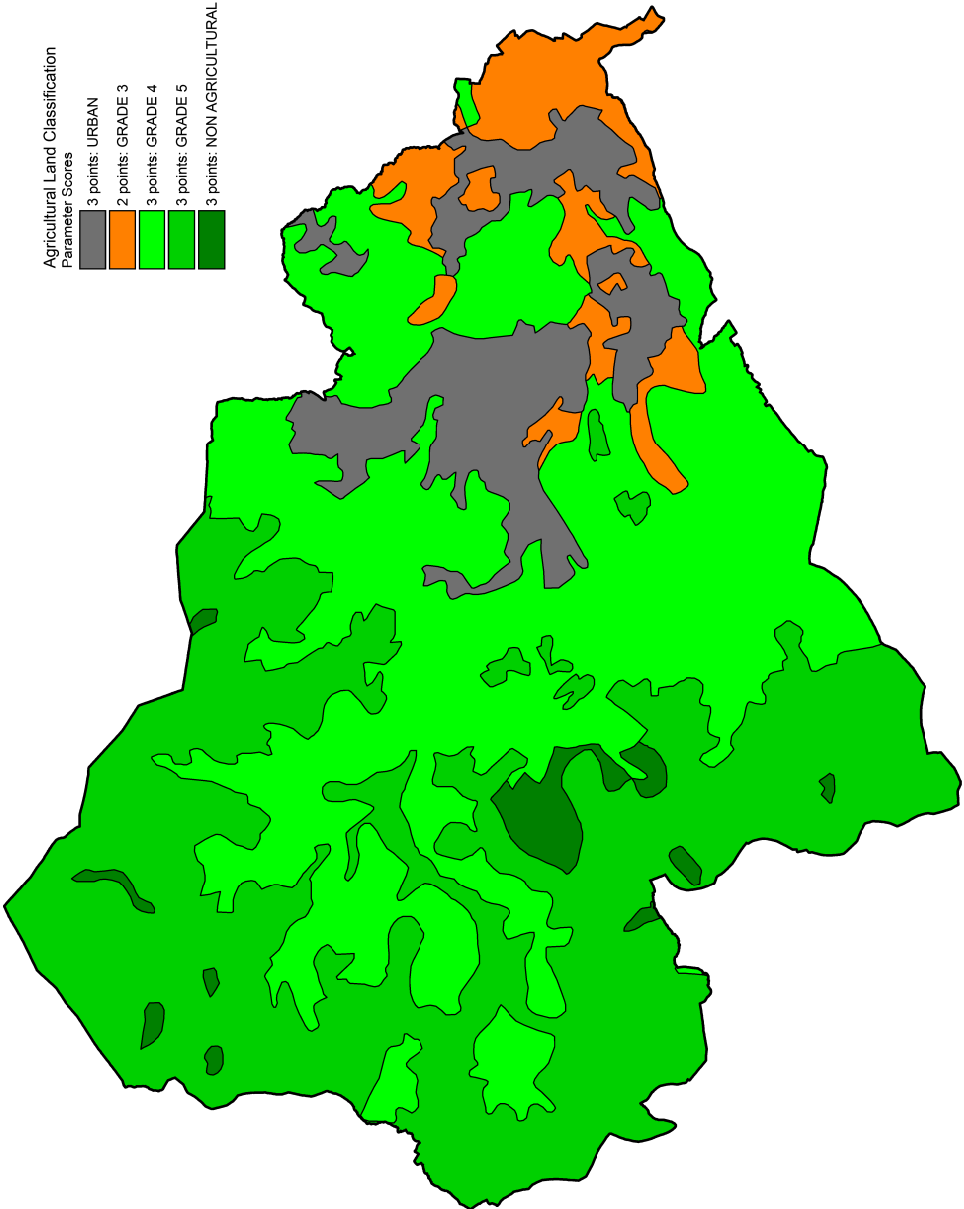 Agricultural Land Classification
Parameter Scores
3 points: URBAN
2 points: GRADE 3
3 points: GRADE 4
3 points: GRADE 5
3 points: NON AGRICULTURAL